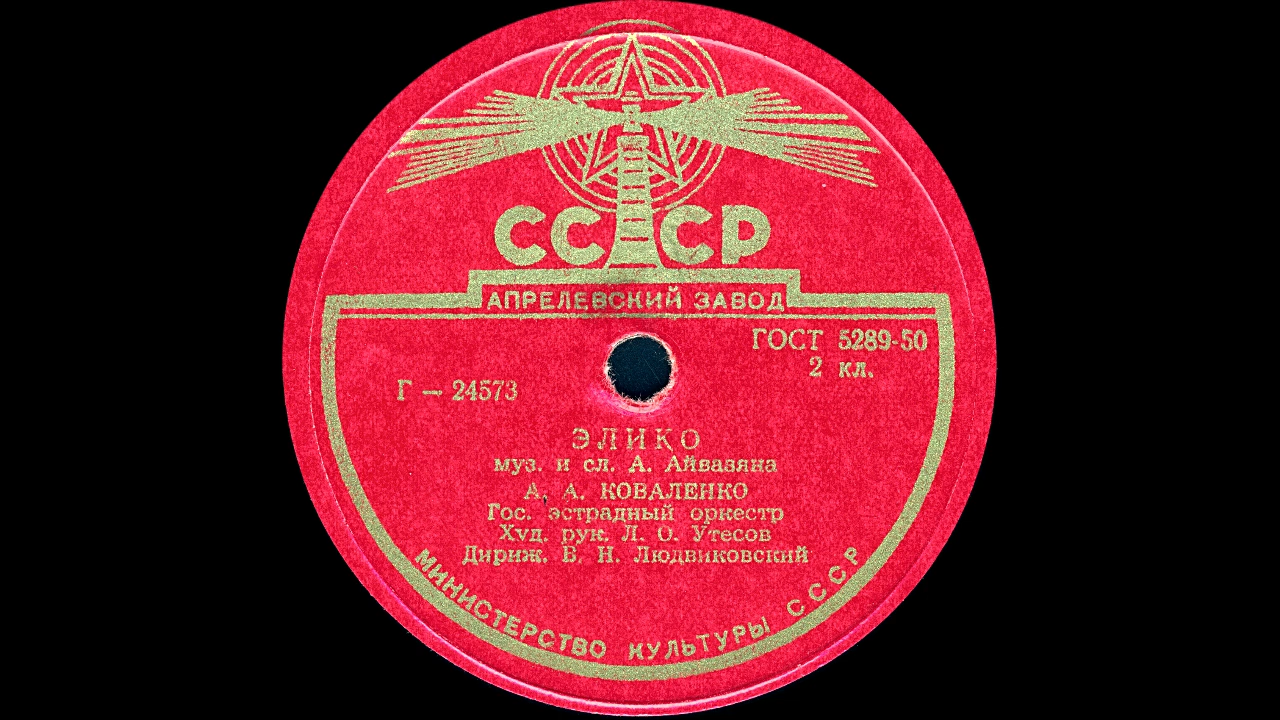 СССР
АПРЕЛЕВСКИЙ ЗАВОД
ГОСТ 5289-50
2 кл.
Г — 24573
ЭЛИКО
муз. и сл. А. Айвазяна
А. А. КОВАЛЕНКО
Гос. эстрадный оркестр
Худ. рук. Л. О. Утесов
Дириж. В. Н. Людвиковский
МИНИСТЕРСТВО КУЛЬТУРЫ СССР